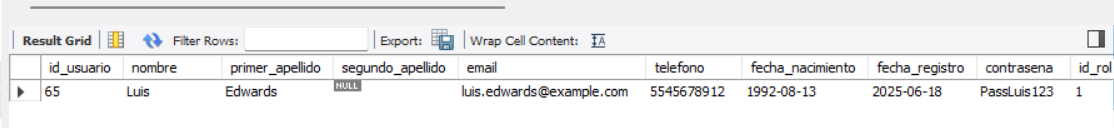 Result Grid Filter Rows: Export: Wrap Cell Content: IA
id_usuario nombre primer_apellido segundo_apellido email telefono fecha_nacimiento fecha_registro contrasena id_rol
65 Luis Edwards NULL luis.edwards@example.com 5545678912 1992-08-13 2025-06-18 PassLuis123 1